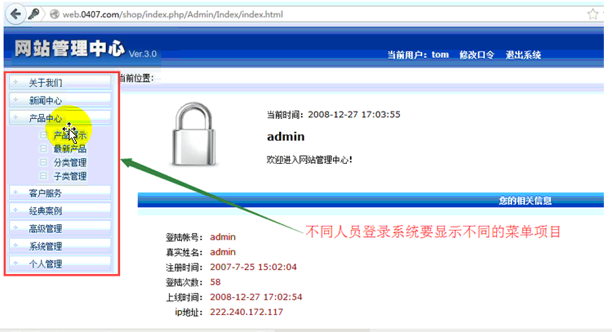 web.0407.com/shop/index.php/Admin/Index/index.html
网站管理中心 Ver.3.0
当前用户：tom 修改口令 退出系统
当前位置：
关于我们
新闻中心
产品中心
产品展示
最新产品
分类管理
子类管理
客户服务
经典案例
高级管理
系统管理
个人管理
当前时间：2008-12-27 17:03:55
admin
欢迎进入网站管理中心！
您的相关信息
不同人员登录系统要显示不同的菜单项目
登陆帐号：admin
真实姓名：admin
注册时间：2007-7-25 15:02:04
登陆次数：58
上线时间：2008-12-27 17:02:54
ip地址：222.240.172.117